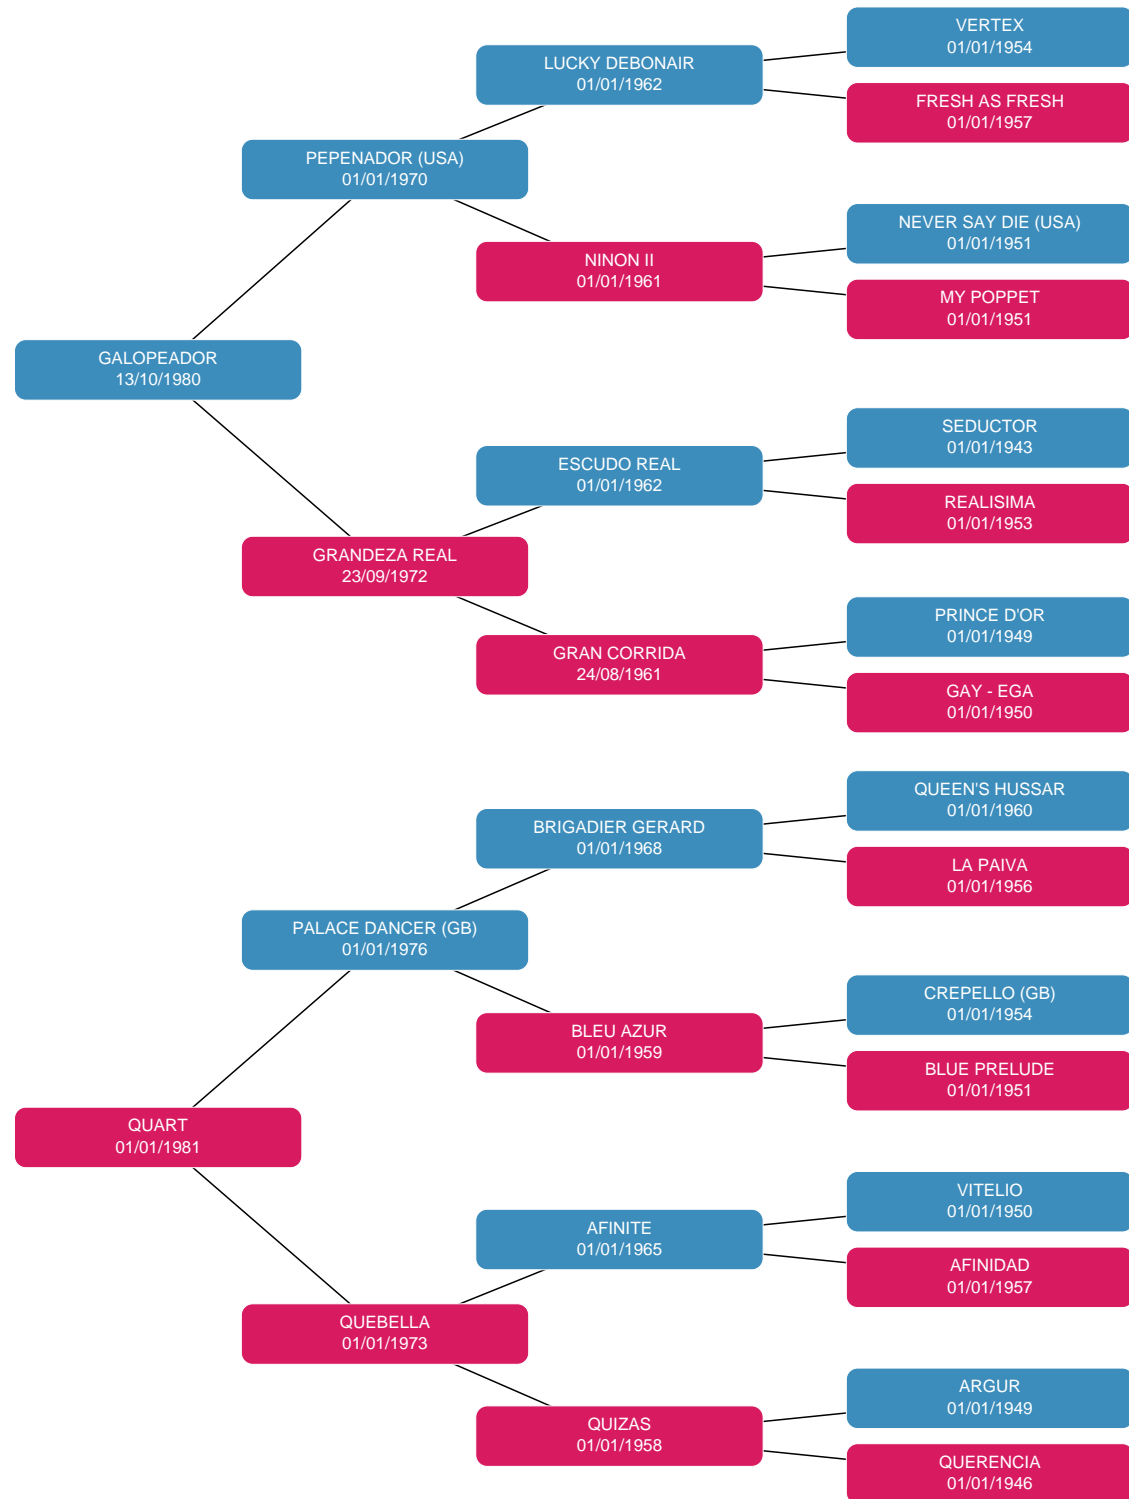 VERTEX
01/01/1954
LUCKY DEBONAIR
01/01/1962
FRESH AS FRESH
01/01/1957
PEPENADOR (USA)
01/01/1970
NEVER SAY DIE (USA)
01/01/1951
NINON II
01/01/1961
MY POPPET
01/01/1951
GALOPEADOR
13/10/1980
SEDUCTOR
01/01/1943
ESCUDO REAL
01/01/1962
REALISIMA
01/01/1953
GRANDEZA REAL
23/09/1972
PRINCE D'OR
01/01/1949
GRAN CORRIDA
24/08/1961
GAY - EGA
01/01/1950
QUEEN'S HUSSAR
01/01/1960
BRIGADIER GERARD
01/01/1968
LA PAIVA
01/01/1956
PALACE DANCER (GB)
01/01/1976
CREPELLO (GB)
01/01/1954
BLEU AZUR
01/01/1959
BLUE PRELUDE
01/01/1951
QUART
01/01/1981
VITELIO
01/01/1950
AFINITE
01/01/1965
AFINIDAD
01/01/1957
QUEBELLA
01/01/1973
ARGUR
01/01/1949
QUIZAS
01/01/1958
QUERENCIA
01/01/1946